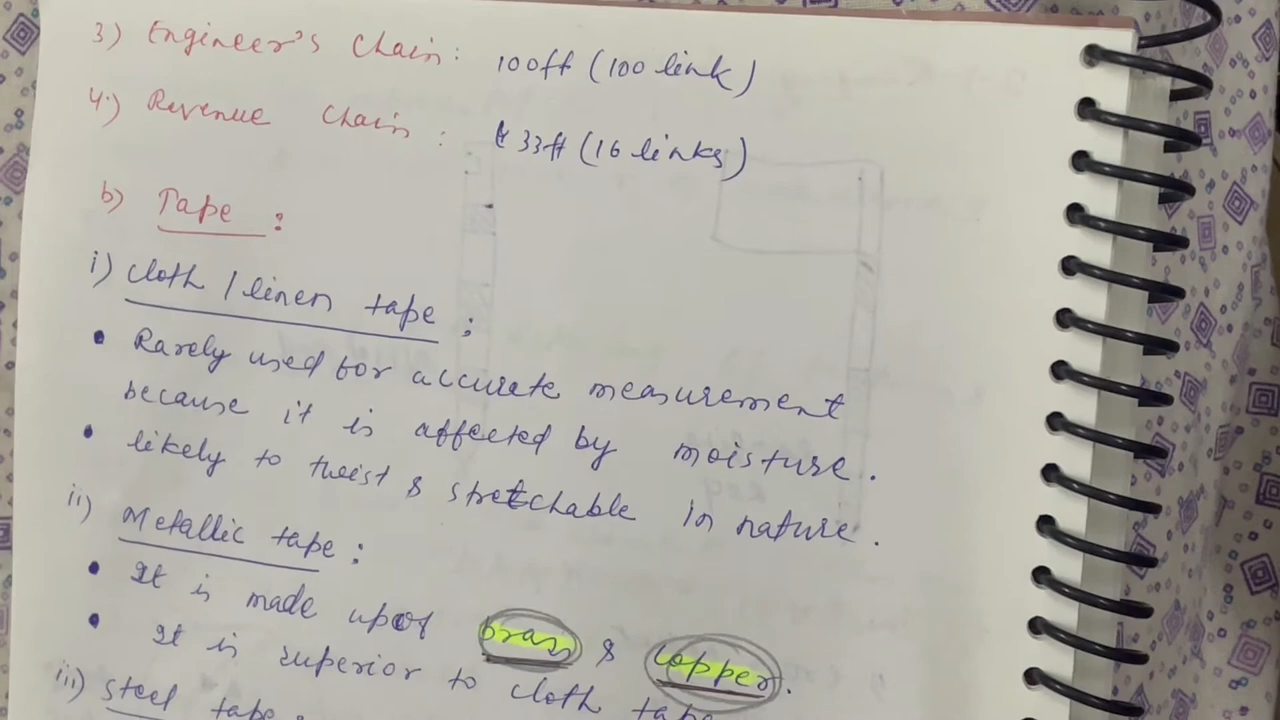 3) Engineer's Chain: 100ft (100 link)
4.) Revenue Chain: 33ft (16 links)
b) Tape:
i) cloth / linen tape:
• Rarely used for accurate measurement
because it is affected by moisture.
• likely to twist & stretchable in nature.
ii) Metallic tape:
• It is made up of brass & copper.
• It is superior to cloth tape
iii) steel tape: